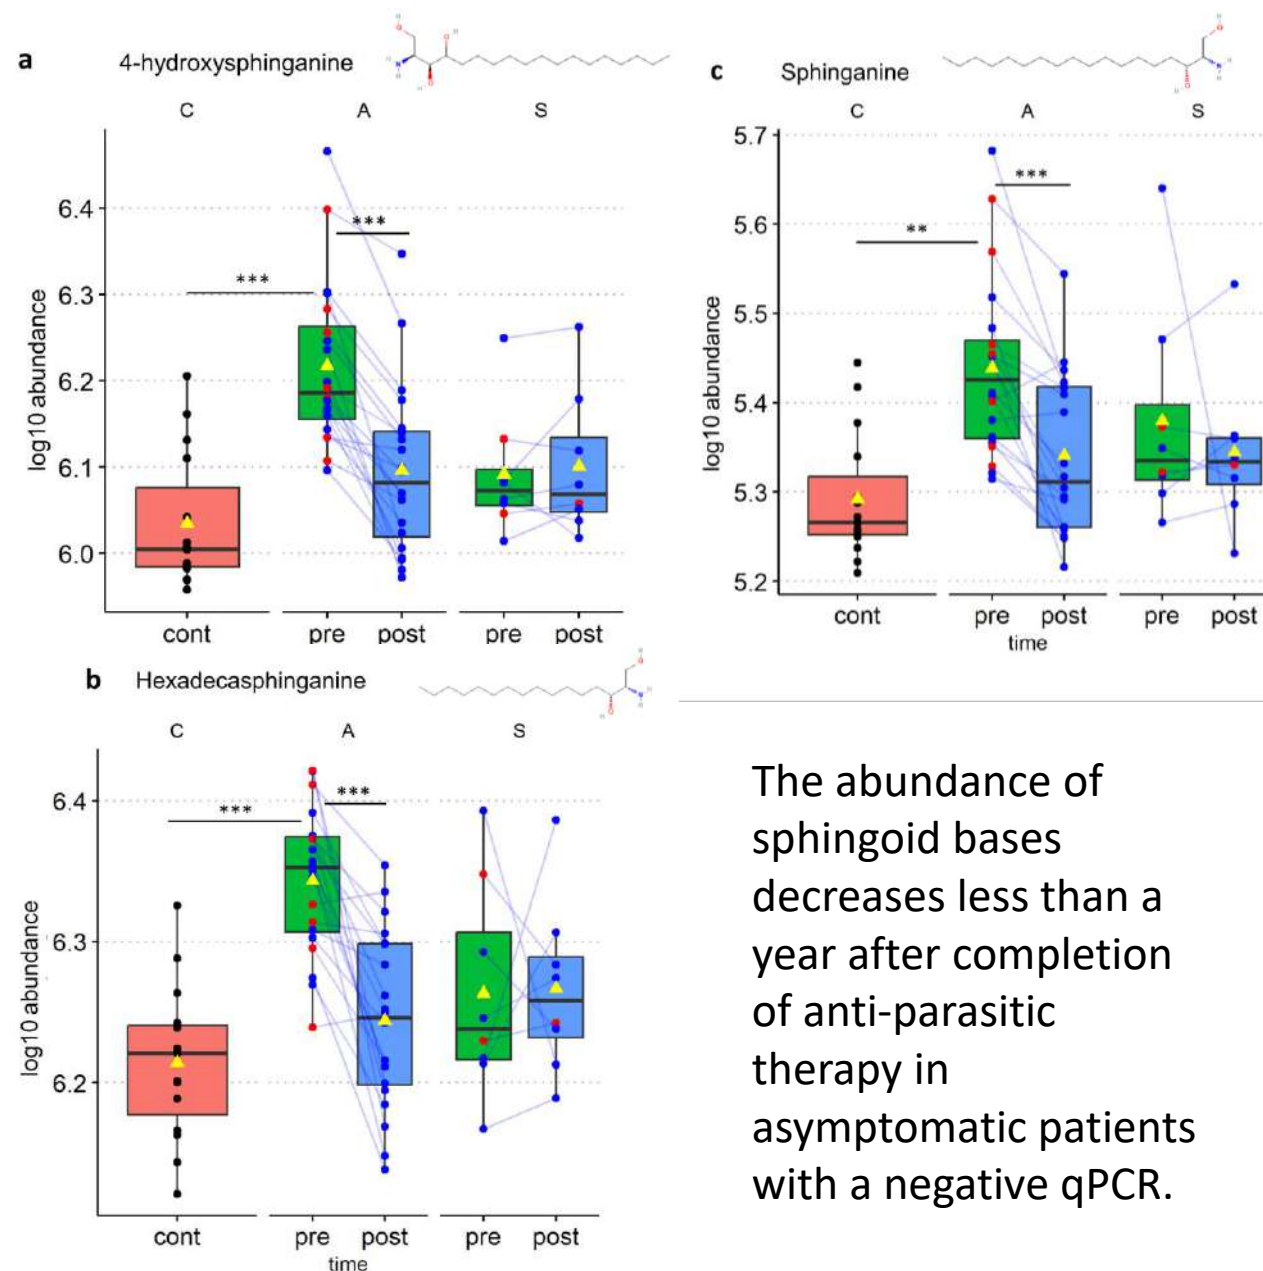 a 4-hydroxysphinganine
C A S
log10 abundance
6.4
6.3
6.2
6.1
6.0
***
***
cont pre post pre post
b Hexadecasphinganine
C A S
log10 abundance
6.4
6.3
6.2
***
***
cont pre post pre post
time
c Sphinganine
C A S
log10 abundance
5.7
5.6
5.5
5.4
5.3
5.2
**
***
cont pre post pre post
time
The abundance of
sphingoid bases
decreases less than a
year after completion
of anti-parasitic
therapy in
asymptomatic patients
with a negative qPCR.